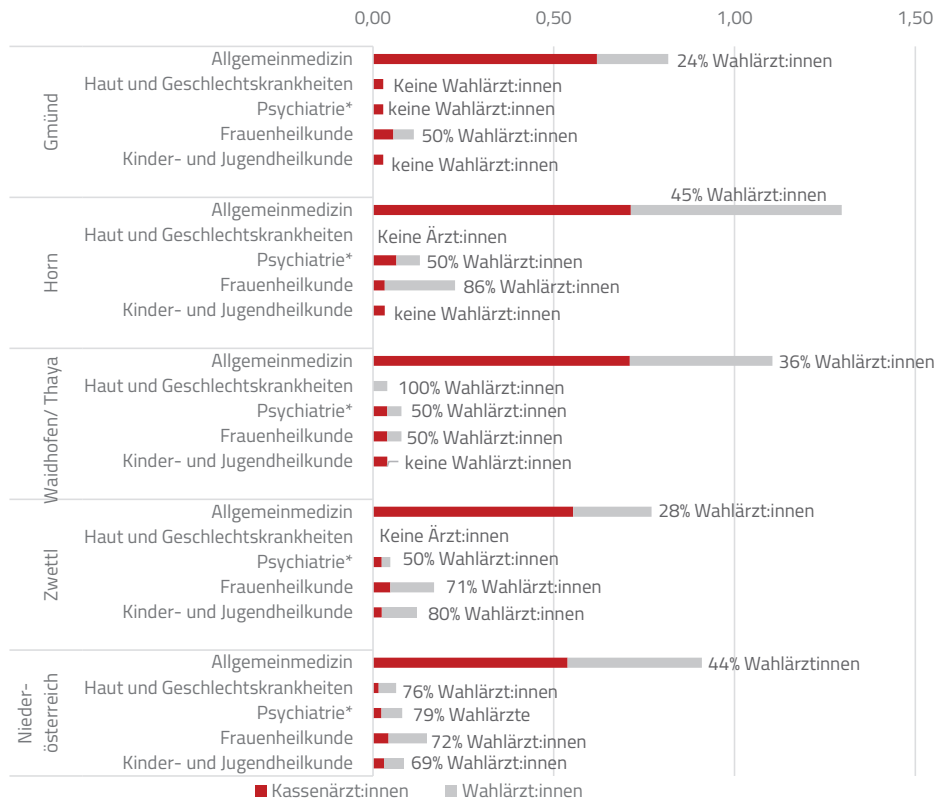 0,00 0,50 1,00 1,50
Gmünd
Allgemeinmedizin 24% Wahlärzt:innen
Haut und Geschlechtskrankheiten Keine Wahlärzt:innen
Psychiatrie* keine Wahlärzt:innen
Frauenheilkunde 50% Wahlärzt:innen
Kinder- und Jugendheilkunde keine Wahlärzt:innen
Horn
Allgemeinmedizin 45% Wahlärzt:innen
Haut und Geschlechtskrankheiten Keine Ärzt:innen
Psychiatrie* 50% Wahlärzt:innen
Frauenheilkunde 86% Wahlärzt:innen
Kinder- und Jugendheilkunde keine Wahlärzt:innen
Waidhofen/ Thaya
Allgemeinmedizin 36% Wahlärzt:innen
Haut und Geschlechtskrankheiten 100% Wahlärzt:innen
Psychiatrie* 50% Wahlärzt:innen
Frauenheilkunde 50% Wahlärzt:innen
Kinder- und Jugendheilkunde keine Wahlärzt:innen
Zwettl
Allgemeinmedizin 28% Wahlärzt:innen
Haut und Geschlechtskrankheiten Keine Ärzt:innen
Psychiatrie* 50% Wahlärzt:innen
Frauenheilkunde 71% Wahlärzt:innen
Kinder- und Jugendheilkunde 80% Wahlärzt:innen
Nieder-
österreich
Allgemeinmedizin 44% Wahlärztinnen
Haut und Geschlechtskrankheiten 76% Wahlärzt:innen
Psychiatrie* 79% Wahlärzte
Frauenheilkunde 72% Wahlärzt:innen
Kinder- und Jugendheilkunde 69% Wahlärzt:innen
Kassenärzt:innen Wahlärzt:innen